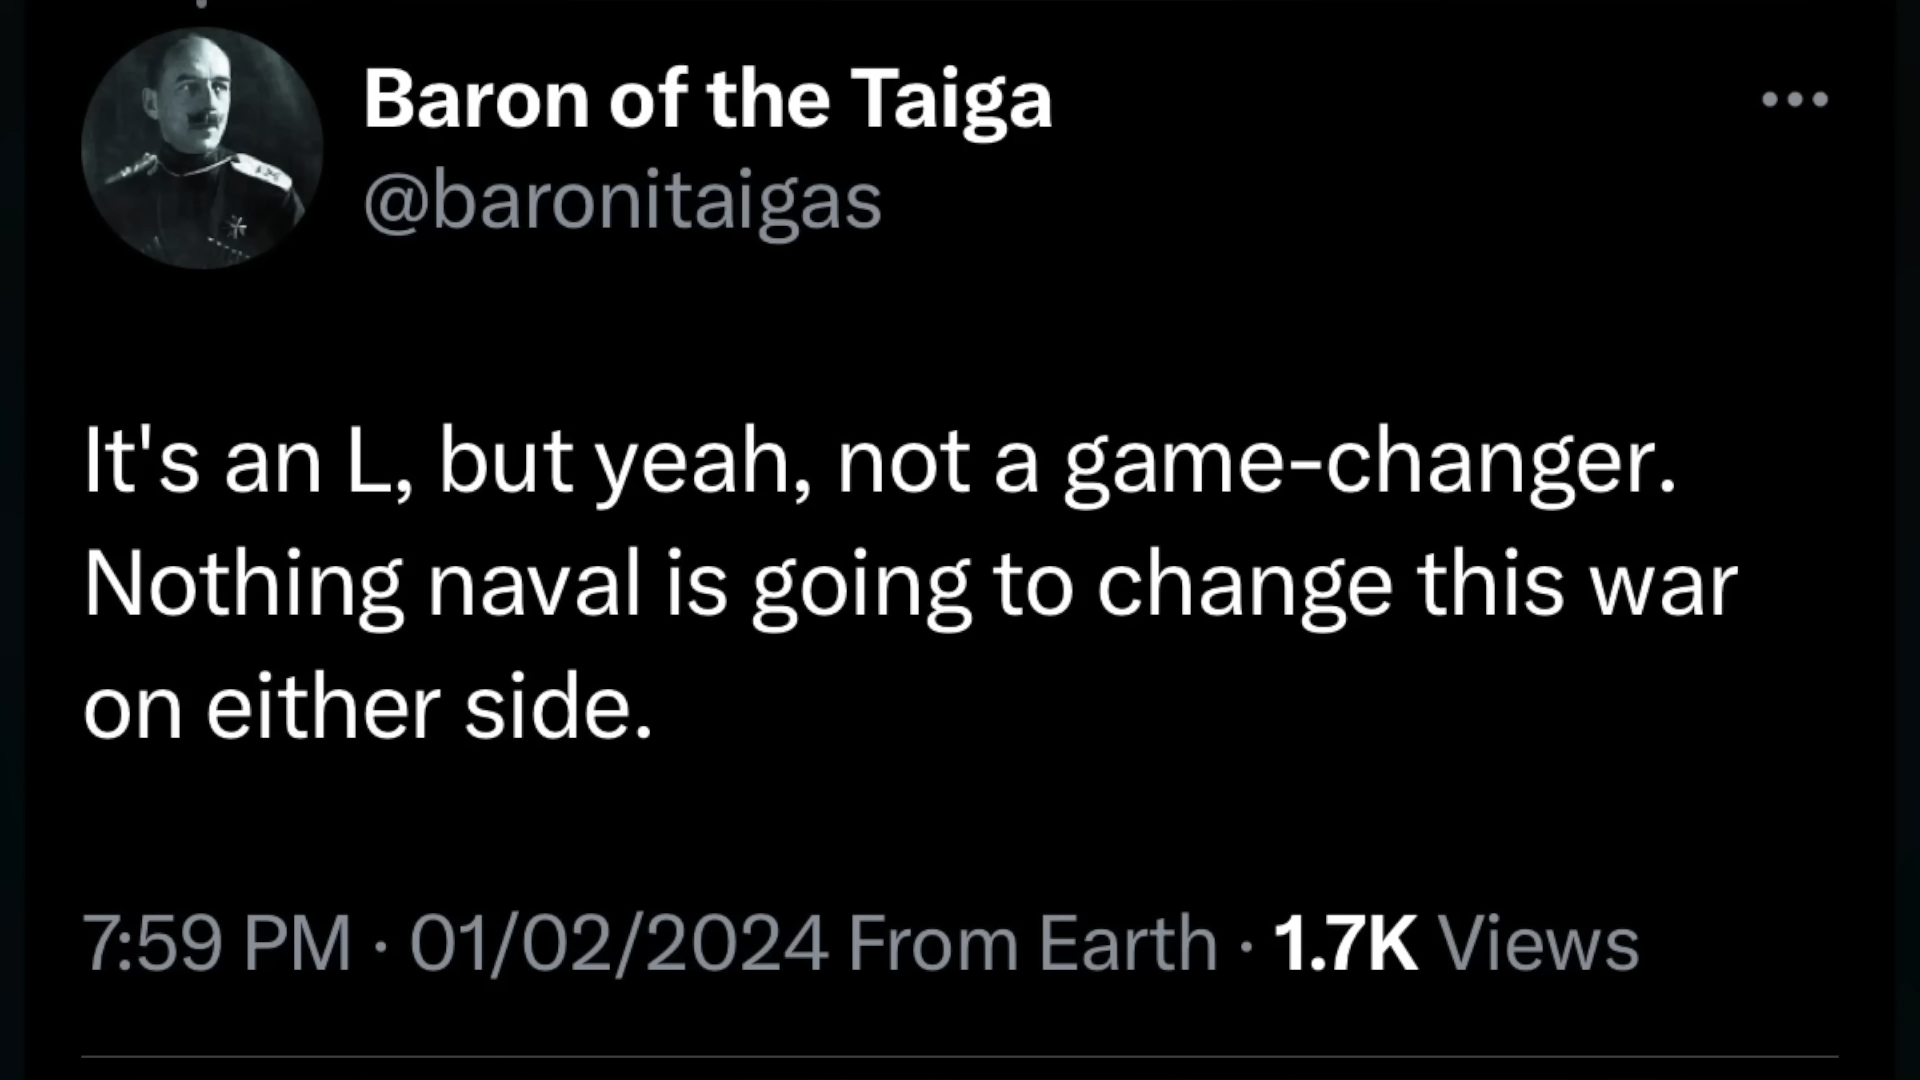 Baron of the Taiga
@baronitaigas
It's an L, but yeah, not a game-changer.
Nothing naval is going to change this war
on either side.
7:59 PM · 01/02/2024 From Earth · 1.7K Views